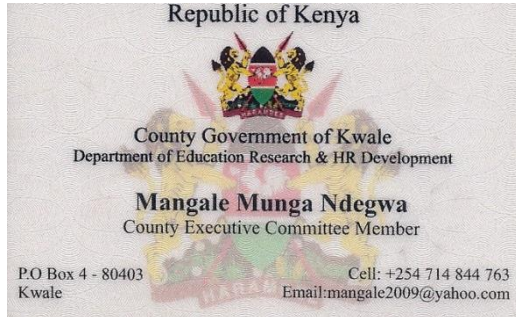 Republic of Kenya
HARAMBEE
County Government of Kwale
Department of Education Research & HR Development
Mangale Munga Ndegwa
County Executive Committee Member
P.O Box 4 - 80403
Kwale
Cell: +254 714 844 763
Email:mangale2009@yahoo.com